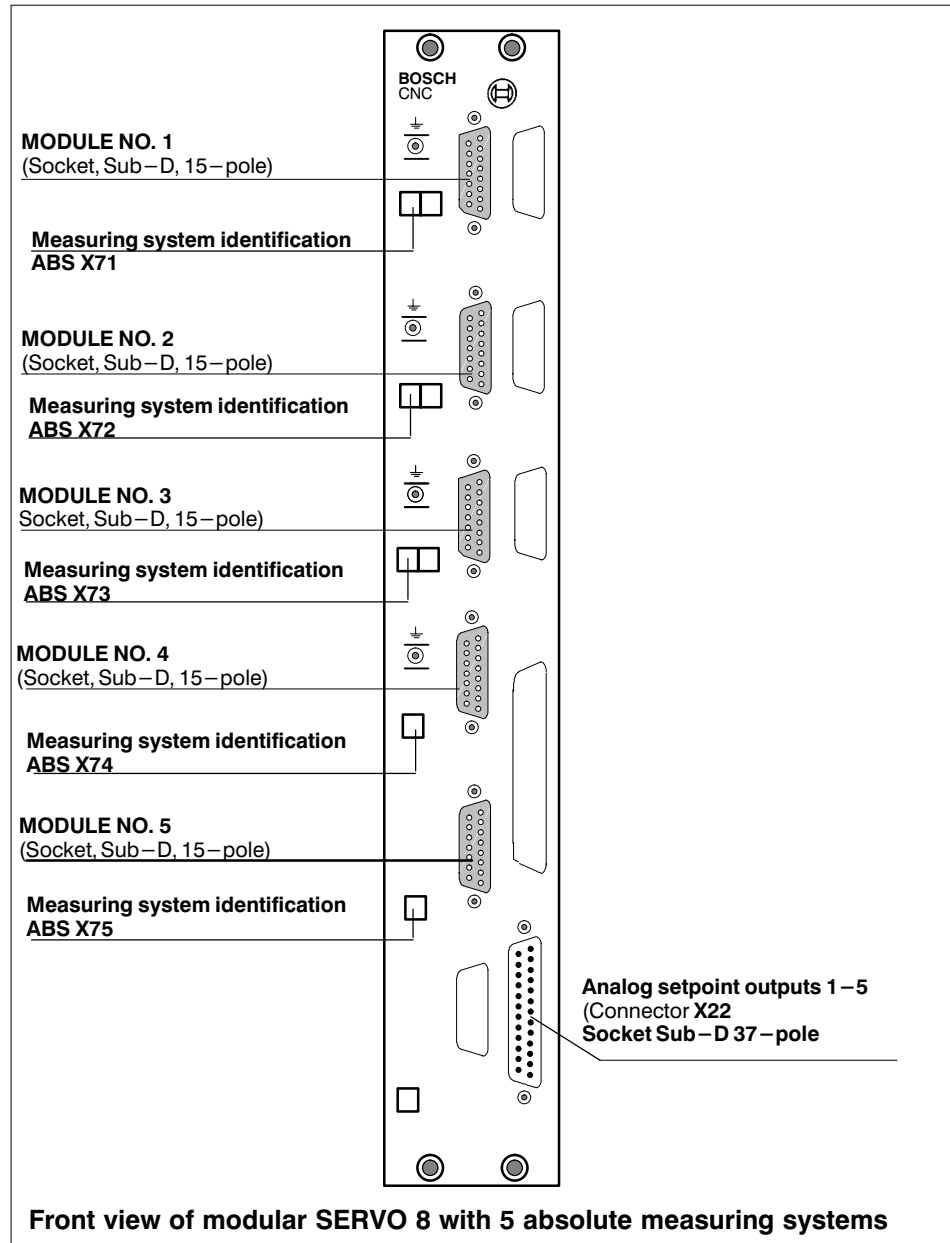 BOSCH
CNC
MODULE NO. 1
(Socket, Sub−D, 15−pole)
Measuring system identification
ABS X71
MODULE NO. 2
(Socket, Sub−D, 15−pole)
Measuring system identification
ABS X72
MODULE NO. 3
Socket, Sub−D, 15−pole)
Measuring system identification
ABS X73
MODULE NO. 4
(Socket, Sub−D, 15−pole)
Measuring system identification
ABS X74
MODULE NO. 5
(Socket, Sub−D, 15−pole)
Measuring system identification
ABS X75
Analog setpoint outputs 1−5
(Connector X22
Socket Sub−D 37−pole
Front view of modular SERVO 8 with 5 absolute measuring systems